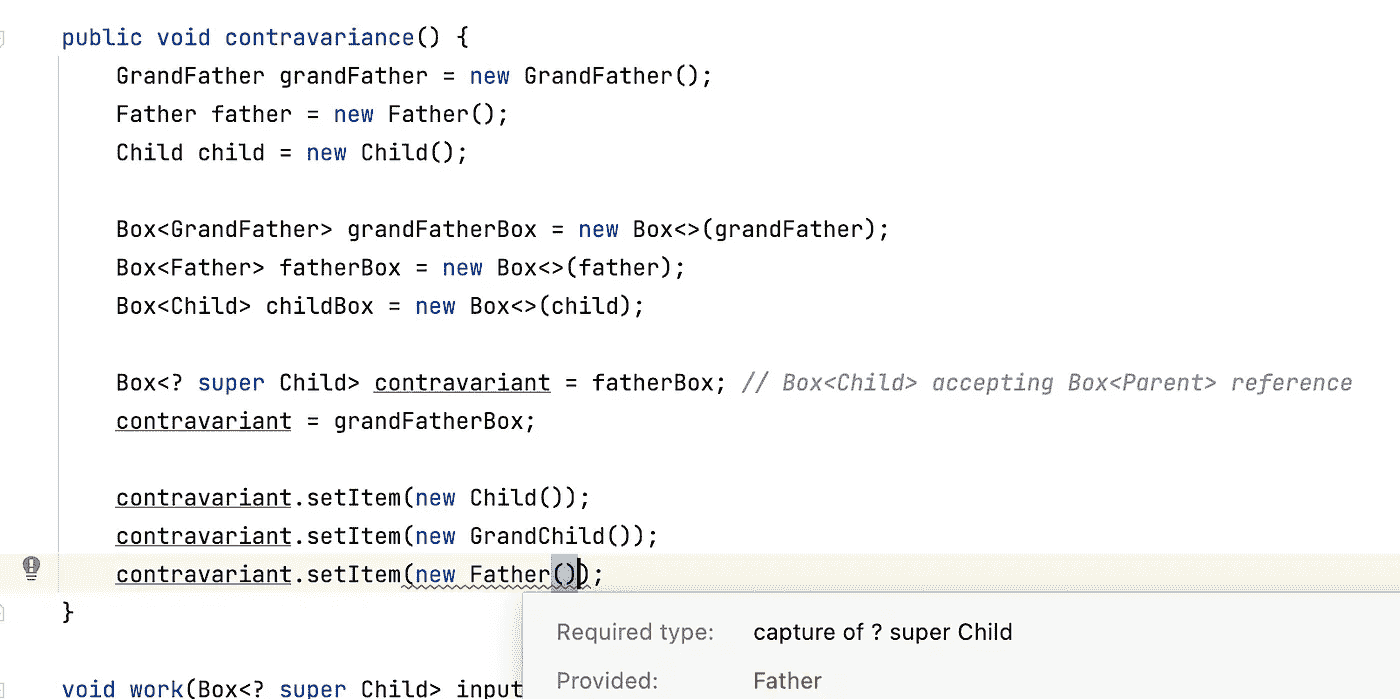 public void contravariance() {
GrandFather grandFather = new GrandFather();
Father father = new Father();
Child child = new Child();
Box<GrandFather> grandFatherBox = new Box<>(grandFather);
Box<Father> fatherBox = new Box<>(father);
Box<Child> childBox = new Box<>(child);
Box<? super Child> contravariant = fatherBox; // Box<Child> accepting Box<Parent> reference
contravariant = grandFatherBox;
contravariant.setItem(new Child());
contravariant.setItem(new GrandChild());
contravariant.setItem(new Father());
}
Required type: capture of ? super Child
Provided: Father
void work(Box<? super Child> input